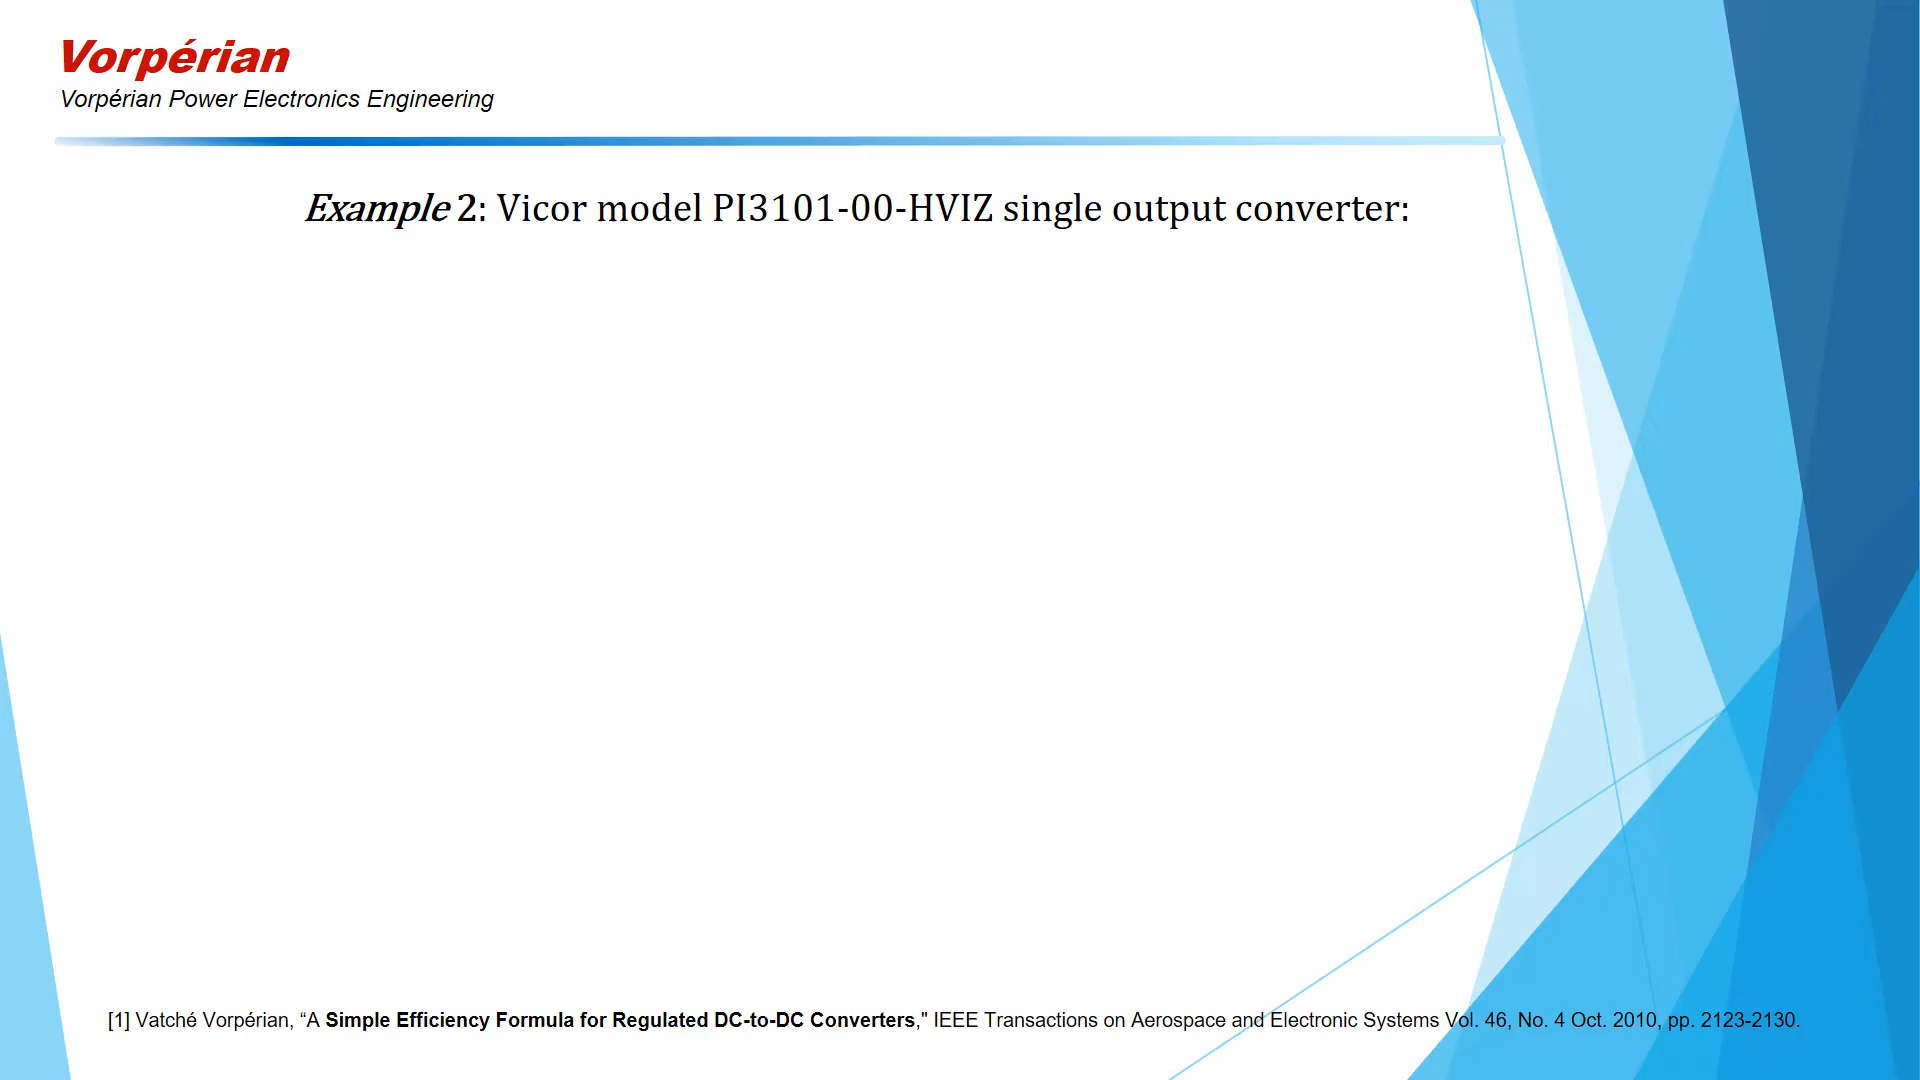 Vorpérian
Vorpérian Power Electronics Engineering
Example 2: Vicor model PI3101-00-HVIZ single output converter:
[1] Vatché Vorpérian, “A Simple Efficiency Formula for Regulated DC-to-DC Converters," IEEE Transactions on Aerospace and Electronic Systems Vol. 46, No. 4 Oct. 2010, pp. 2123-2130.